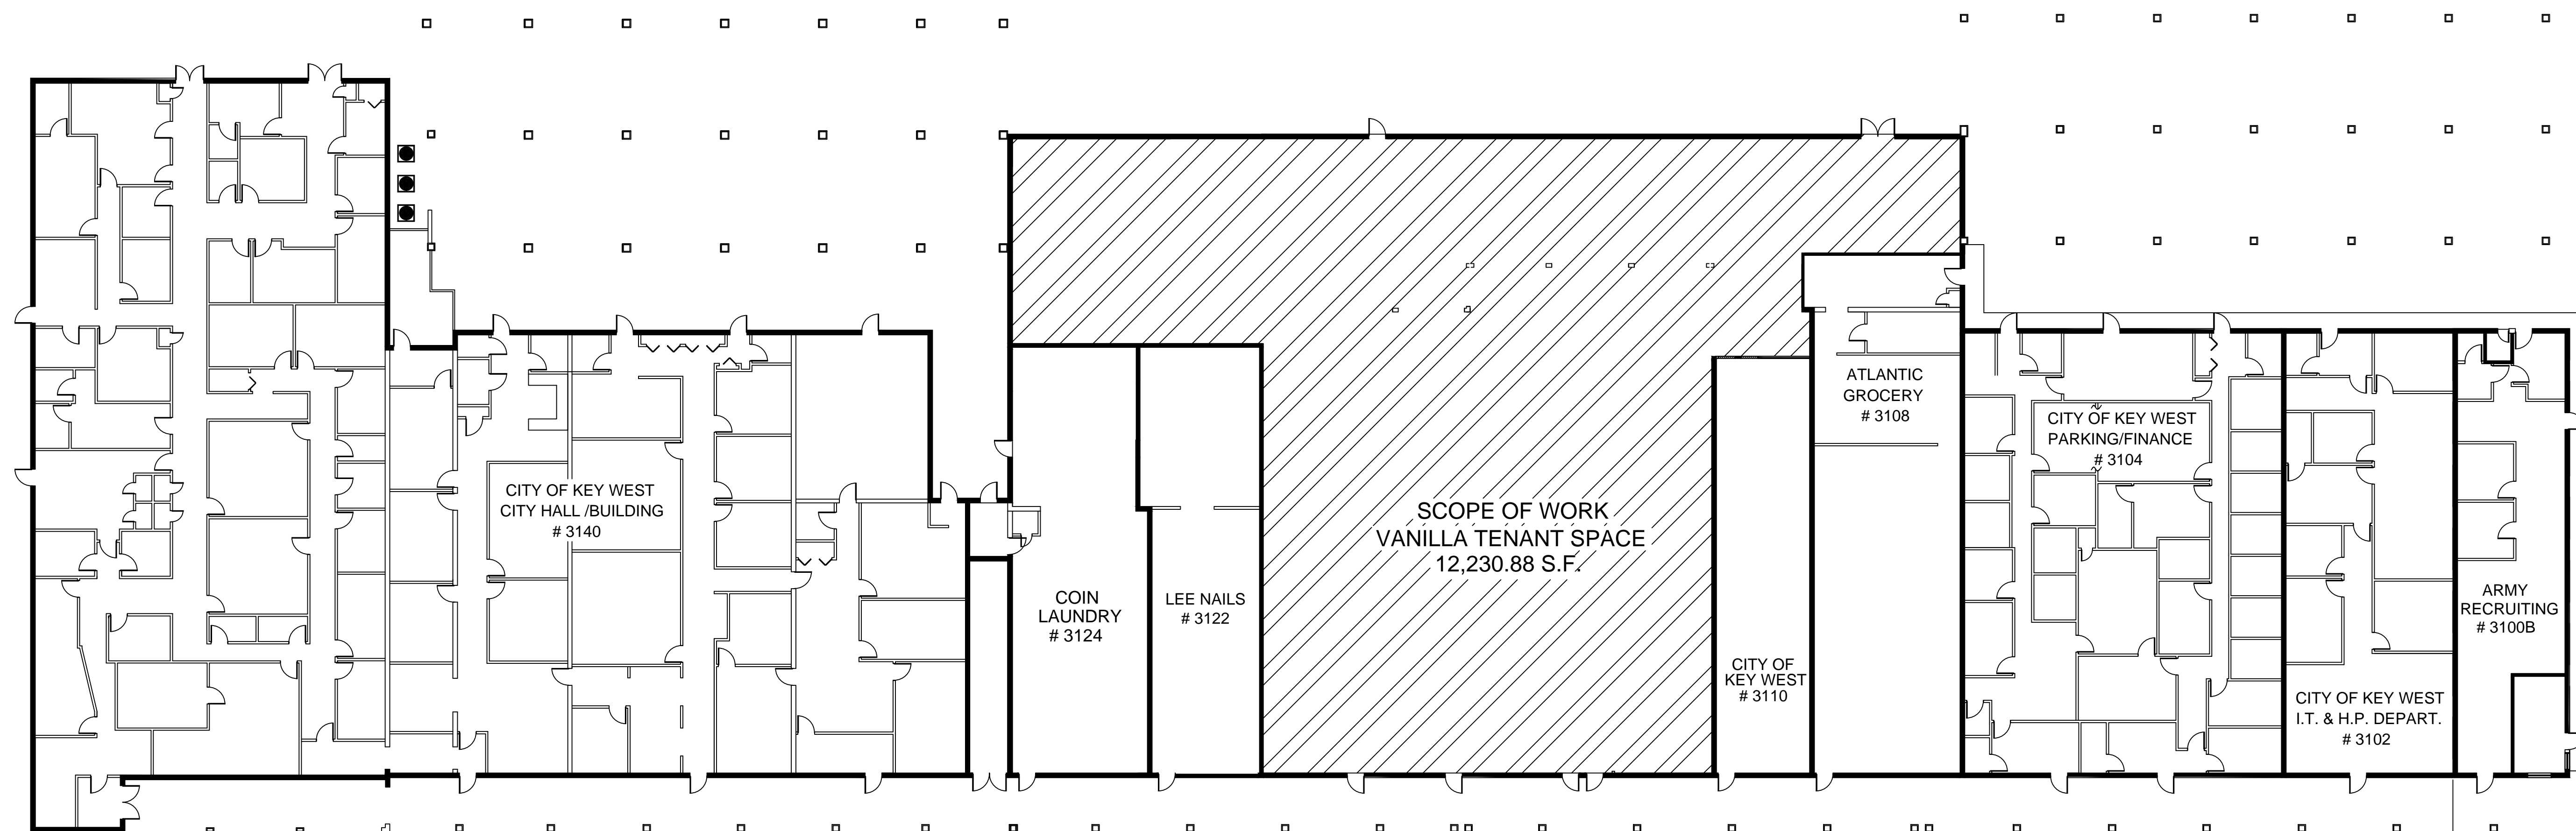 CITY OF KEY WEST
CITY HALL /BUILDING
# 3140
COIN
LAUNDRY
# 3124
LEE NAILS
# 3122
SCOPE OF WORK
VANILLA TENANT SPACE
12,230.88 S.F.
CITY OF
KEY WEST
# 3110
ATLANTIC
GROCERY
# 3108
CITY OF KEY WEST
PARKING/FINANCE
# 3104
CITY OF KEY WEST
I.T. & H.P. DEPART.
# 3102
ARMY
RECRUITING
# 3100B